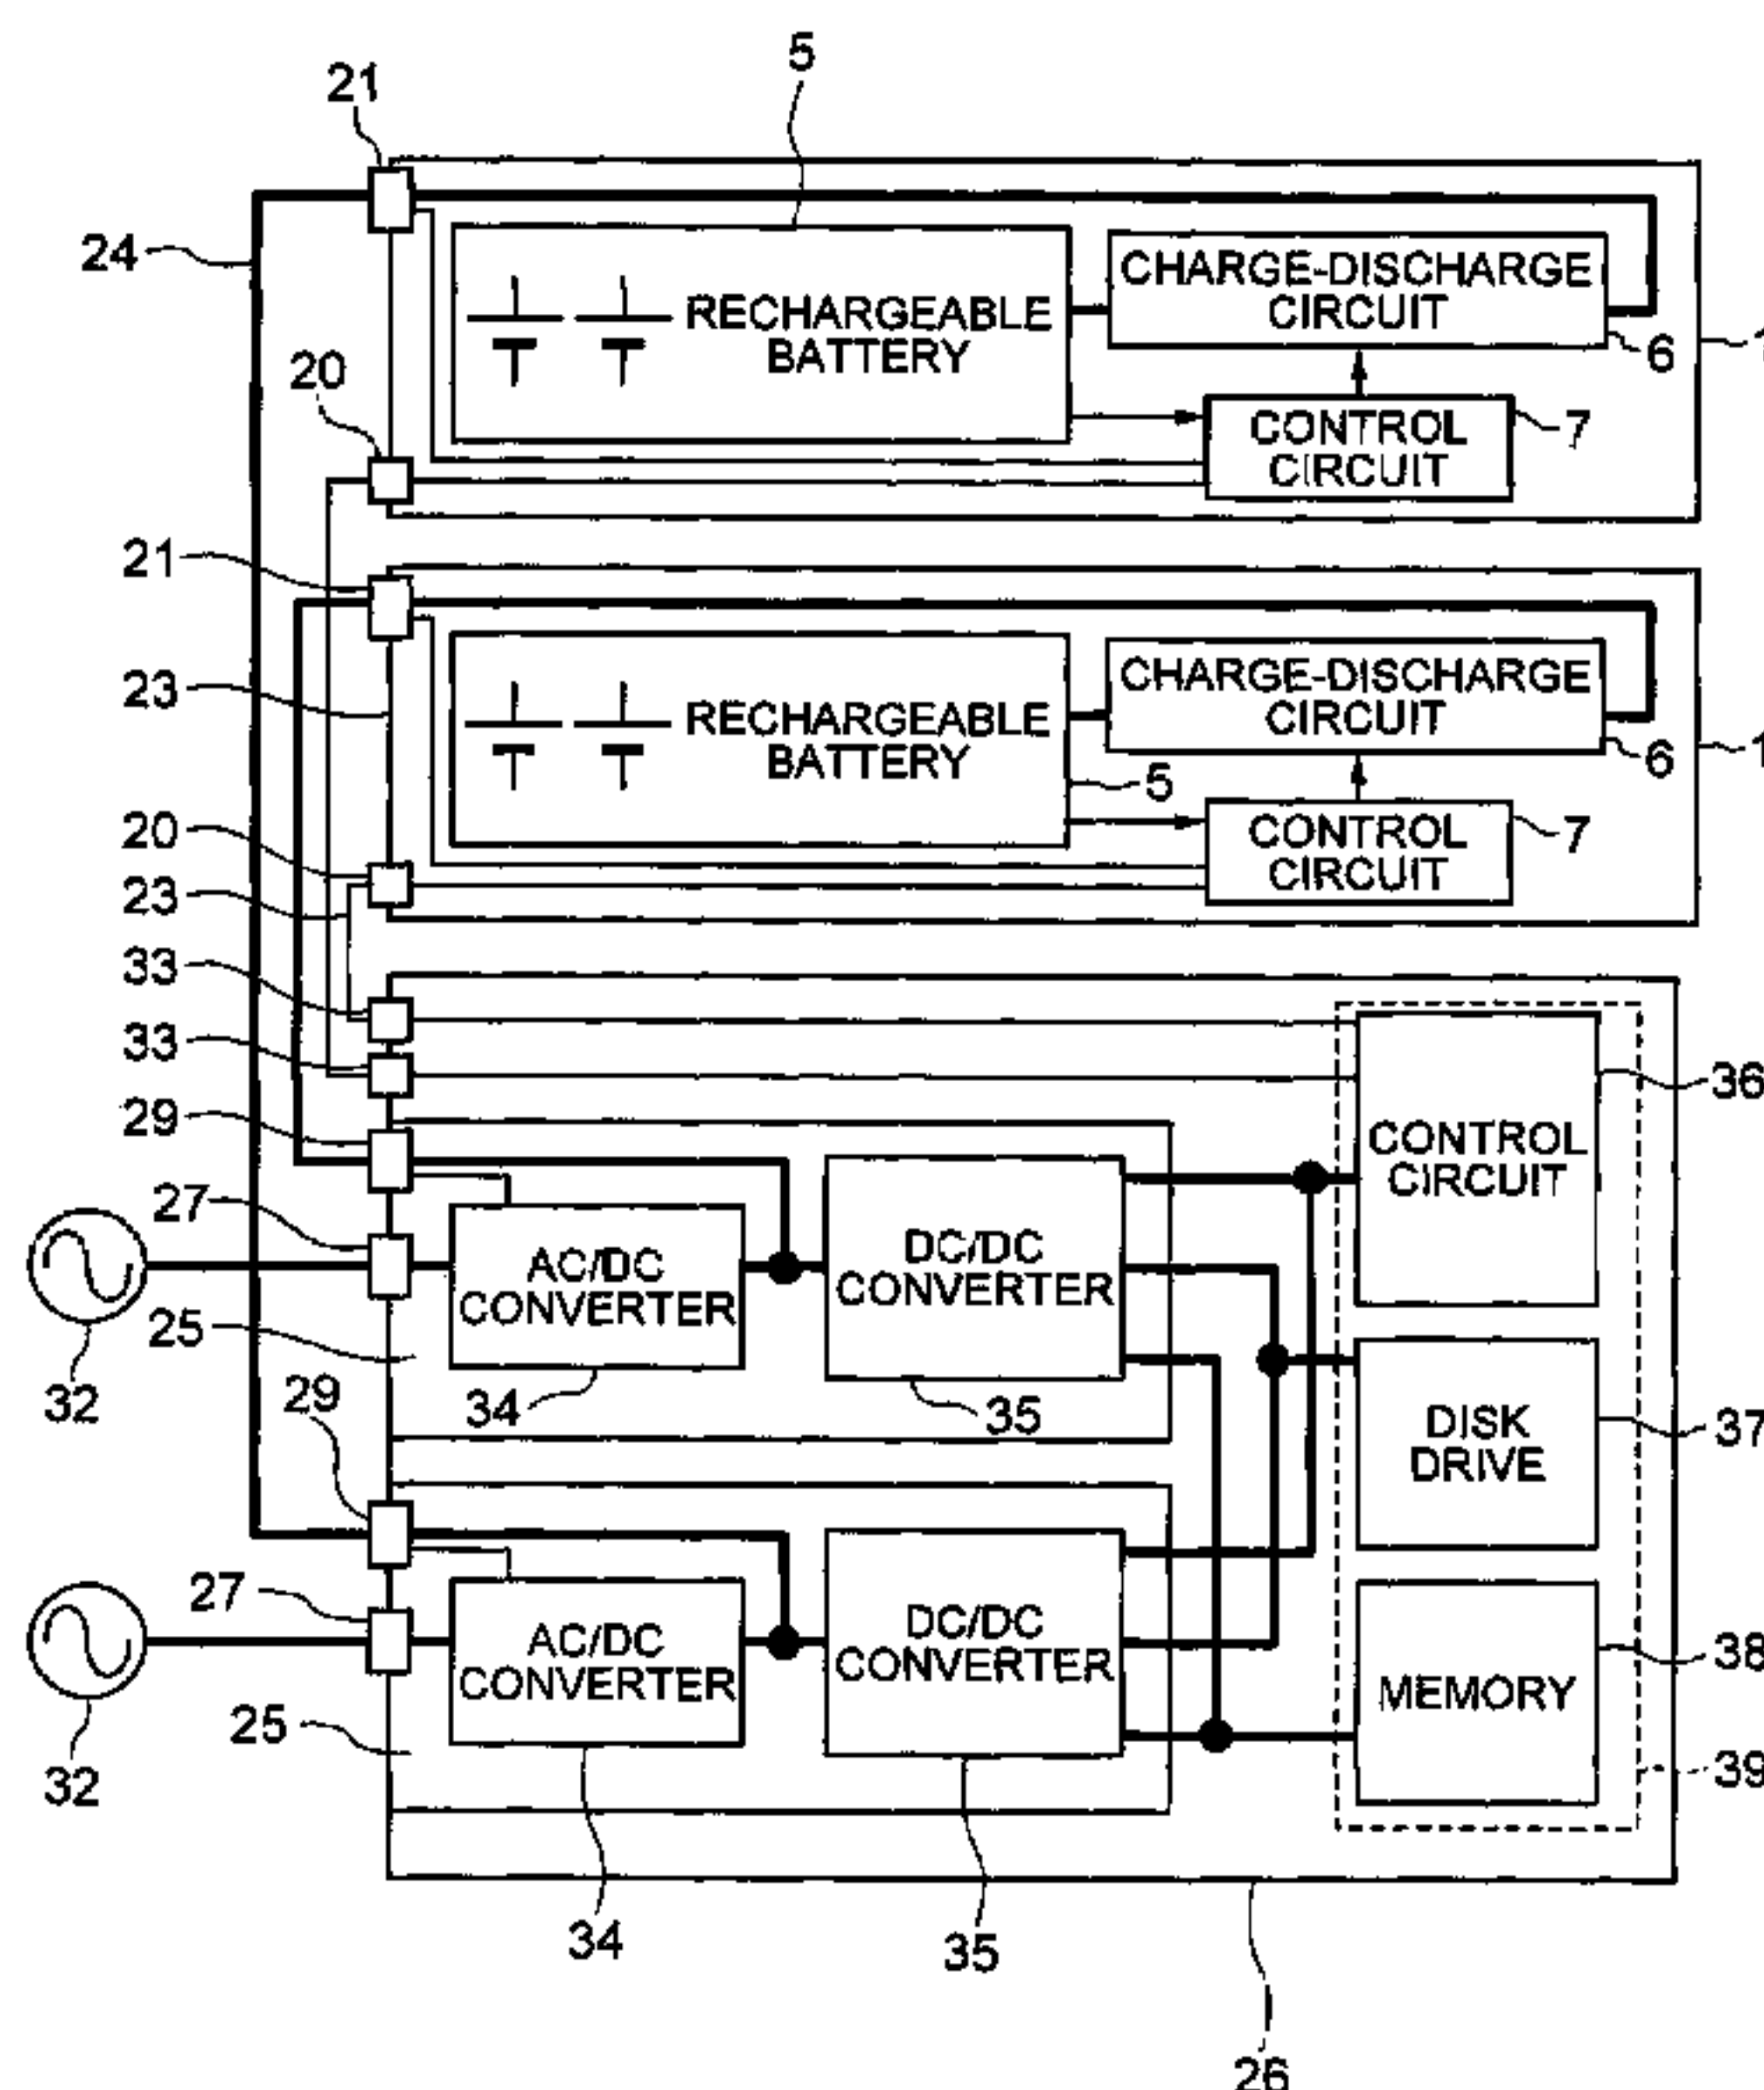 5
21
24
RECHARGEABLE
BATTERY
CHARGE-DISCHARGE
CIRCUIT
6
1
20
CONTROL
CIRCUIT
7
21
23
RECHARGEABLE
BATTERY
CHARGE-DISCHARGE
CIRCUIT
6
1
5
20
CONTROL
CIRCUIT
7
23
33
33
36
29
CONTROL
CIRCUIT
27
AC/DC
CONVERTER
DC/DC
CONVERTER
25
32
29
34
35
DISK
DRIVE
37
27
AC/DC
CONVERTER
DC/DC
CONVERTER
MEMORY
38
25
32
39
34
35
26